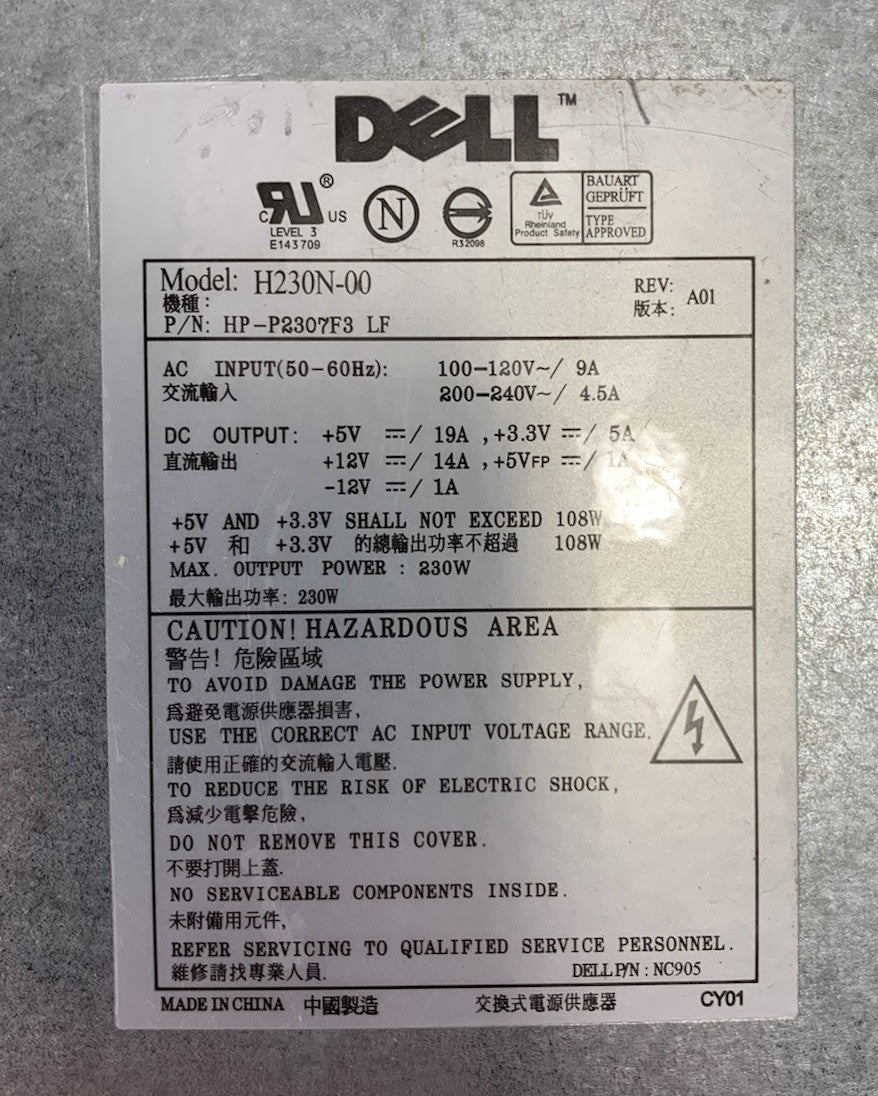 DELL™
c RU ® US
LEVEL 3
E143709
N
R32098
TÜV
Rheinland
Product Safety
BAUART
GEPRÜFT
TYPE
APPROVED
Model: H230N-00
機種：
P/N: HP-P2307F3 LF
REV:
版本:
A01
AC INPUT(50-60Hz): 100-120V~/ 9A
交流輸入 200-240V~/ 4.5A
DC OUTPUT: +5V ⎓/ 19A ,+3.3V ⎓/ 5A
直流輸出 +12V ⎓/ 14A ,+5VFP ⎓/ 1A
-12V ⎓/ 1A
+5V AND +3.3V SHALL NOT EXCEED 108W
+5V 和 +3.3V 的總輸出功率不超過 108W
MAX. OUTPUT POWER : 230W
最大輸出功率: 230W
CAUTION! HAZARDOUS AREA
警告! 危險區域
TO AVOID DAMAGE THE POWER SUPPLY,
爲避免電源供應器損害,
USE THE CORRECT AC INPUT VOLTAGE RANGE.
請使用正確的交流輸入電壓.
TO REDUCE THE RISK OF ELECTRIC SHOCK,
爲減少電擊危險,
DO NOT REMOVE THIS COVER.
不要打開上蓋.
NO SERVICEABLE COMPONENTS INSIDE.
未附備用元件,
REFER SERVICING TO QUALIFIED SERVICE PERSONNEL.
維修請找專業人員. DELL P/N : NC905
MADE IN CHINA 中國製造 交換式電源供應器 CY01